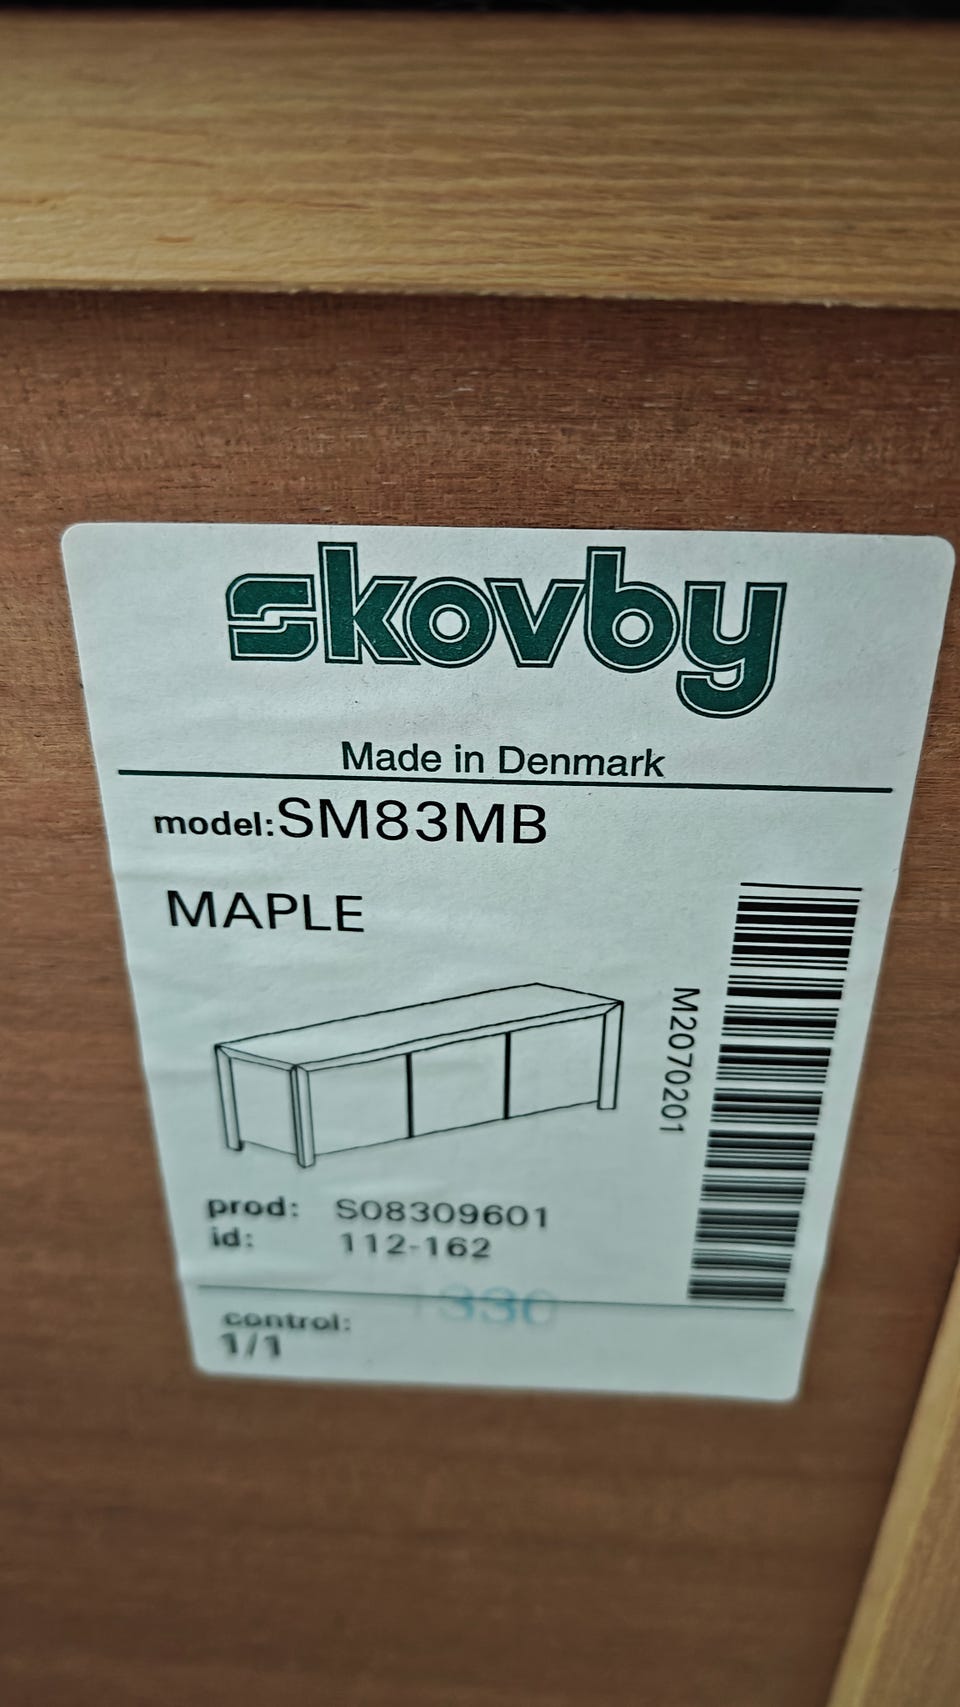 skovby
Made in Denmark
model:SM83MB
MAPLE
M2070201
prod: S08309601
id: 112-162
control:
1/1